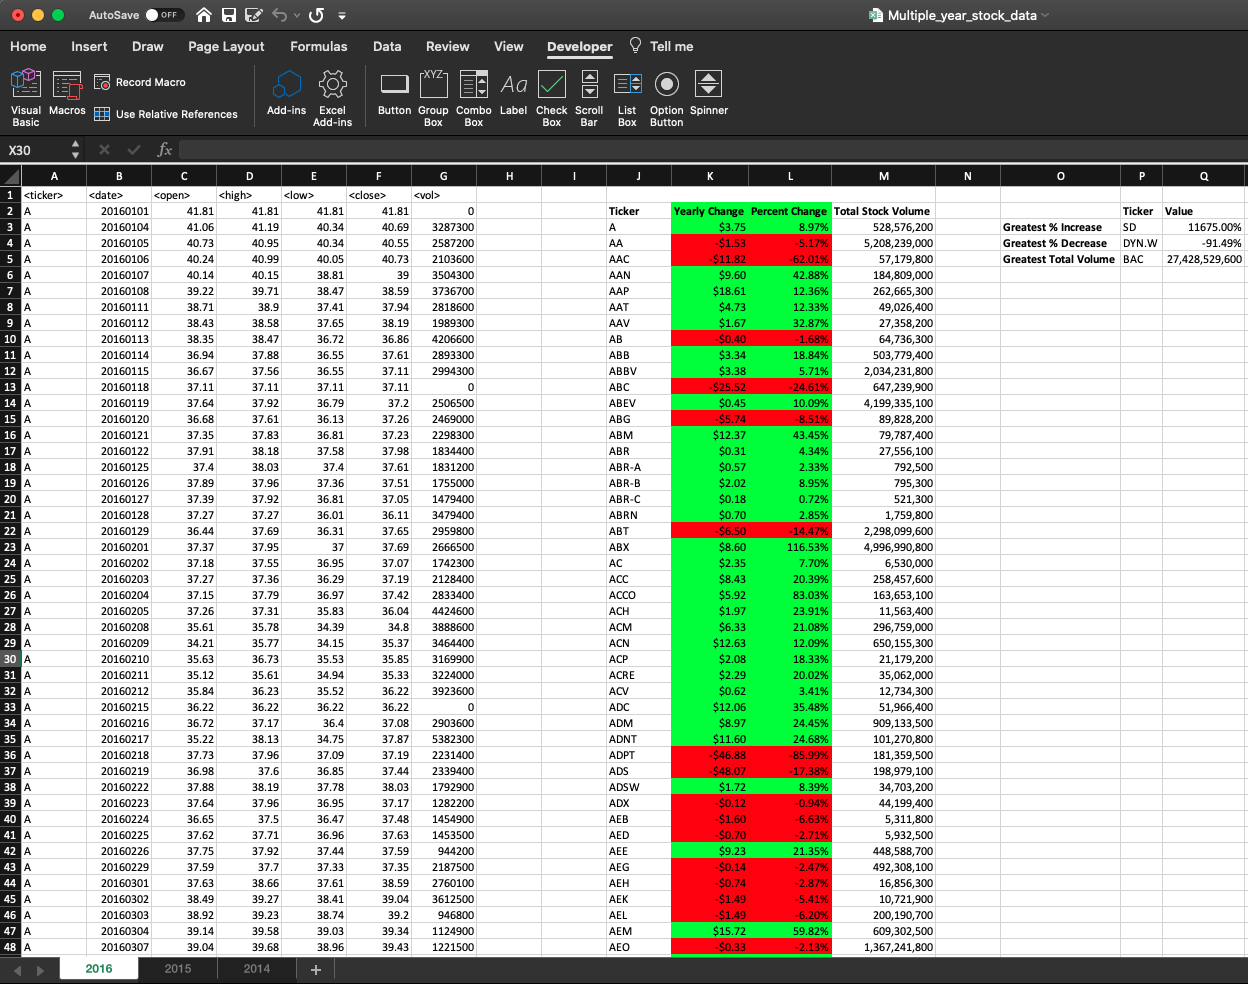 AutoSave OFF Multiple_year_stock_data
Home Insert Draw Page Layout Formulas Data Review View Developer Tell me
Visual Basic Macros Record Macro Use Relative References Add-ins Excel Add-ins Button Group Box Combo Box Label Check Box Scroll Bar List Box Option Button Spinner
XYZ Aa
X30 fx
A B C D E F G H I J K L M N O P Q
1 <ticker> <date> <open> <high> <low> <close> <vol>
2 A 20160101 41.81 41.81 41.81 41.81 0 Ticker Yearly Change Percent Change Total Stock Volume Ticker Value
3 A 20160104 41.06 41.19 40.34 40.69 3287300 A $3.75 8.97% 528,576,200 Greatest % Increase SD 11675.00%
4 A 20160105 40.73 40.95 40.34 40.55 2587200 AA -$1.53 -5.17% 5,208,239,000 Greatest % Decrease DYN.W -91.49%
5 A 20160106 40.24 40.99 40.05 40.73 2103600 AAC -$11.82 -62.01% 57,179,800 Greatest Total Volume BAC 27,428,529,600
6 A 20160107 40.14 40.15 38.81 39 3504300 AAN $9.60 42.88% 184,809,000
7 A 20160108 39.22 39.71 38.47 38.59 3736700 AAP $18.61 12.36% 262,665,300
8 A 20160111 38.71 38.9 37.41 37.94 2818600 AAT $4.73 12.33% 49,026,400
9 A 20160112 38.43 38.58 37.65 38.19 1989300 AAV $1.67 32.87% 27,358,200
10 A 20160113 38.35 38.47 36.72 36.86 4206600 AB -$0.40 -1.68% 64,736,300
11 A 20160114 36.94 37.88 36.55 37.61 2893300 ABB $3.34 18.84% 503,779,400
12 A 20160115 36.67 37.56 36.55 37.11 2994300 ABBV $3.38 5.71% 2,034,231,800
13 A 20160118 37.11 37.11 37.11 37.11 0 ABC -$25.52 -24.61% 647,239,900
14 A 20160119 37.64 37.92 36.79 37.2 2506500 ABEV $0.45 10.09% 4,199,335,100
15 A 20160120 36.68 37.61 36.13 37.26 2469000 ABG -$5.74 -8.51% 89,828,200
16 A 20160121 37.35 37.83 36.81 37.23 2298300 ABM $12.37 43.45% 79,787,400
17 A 20160122 37.91 38.18 37.58 37.98 1834400 ABR $0.31 4.34% 27,556,100
18 A 20160125 37.4 38.03 37.4 37.61 1831200 ABR-A $0.57 2.33% 792,500
19 A 20160126 37.89 37.96 37.36 37.51 1755000 ABR-B $2.02 8.95% 795,300
20 A 20160127 37.39 37.92 36.81 37.05 1479400 ABR-C $0.18 0.72% 521,300
21 A 20160128 37.27 37.27 36.01 36.11 3479400 ABRN $0.70 2.85% 1,759,800
22 A 20160129 36.44 37.69 36.31 37.65 2959800 ABT -$6.50 -14.47% 2,298,099,600
23 A 20160201 37.37 37.95 37 37.69 2666500 ABX $8.60 116.53% 4,996,990,800
24 A 20160202 37.18 37.55 36.95 37.07 1742300 AC $2.35 7.70% 6,530,000
25 A 20160203 37.27 37.36 36.29 37.19 2128400 ACC $8.43 20.39% 258,457,600
26 A 20160204 37.15 37.79 36.97 37.42 2833400 ACCO $5.92 83.03% 163,653,100
27 A 20160205 37.26 37.31 35.83 36.04 4424600 ACH $1.97 23.91% 11,563,400
28 A 20160208 35.61 35.78 34.39 34.8 3888600 ACM $6.33 21.08% 296,759,000
29 A 20160209 34.21 35.77 34.15 35.37 3464400 ACN $12.63 12.09% 650,155,300
30 A 20160210 35.63 36.73 35.53 35.85 3169900 ACP $2.08 18.33% 21,179,200
31 A 20160211 35.12 35.61 34.94 35.33 3224000 ACRE $2.29 20.02% 35,062,000
32 A 20160212 35.84 36.23 35.52 36.22 3923600 ACV $0.62 3.41% 12,734,300
33 A 20160215 36.22 36.22 36.22 36.22 0 ADC $12.06 35.48% 51,966,400
34 A 20160216 36.72 37.17 36.4 37.08 2903600 ADM $8.97 24.45% 909,133,500
35 A 20160217 35.22 38.13 34.75 37.87 5382300 ADNT $11.60 24.68% 101,270,800
36 A 20160218 37.73 37.96 37.09 37.19 2231400 ADPT -$46.88 -85.99% 181,359,500
37 A 20160219 36.98 37.6 36.85 37.44 2339400 ADS -$48.07 -17.38% 198,979,100
38 A 20160222 37.88 38.19 37.78 38.03 1792900 ADSW $1.72 8.39% 34,703,200
39 A 20160223 37.64 37.96 36.95 37.17 1282200 ADX -$0.12 -0.94% 44,199,400
40 A 20160224 36.65 37.5 36.47 37.48 1454900 AEB -$1.60 -6.63% 5,311,800
41 A 20160225 37.62 37.71 36.96 37.63 1453500 AED -$0.70 -2.71% 5,932,500
42 A 20160226 37.75 37.92 37.44 37.59 944200 AEE $9.23 21.35% 448,588,700
43 A 20160229 37.59 37.7 37.33 37.35 2187500 AEG -$0.14 -2.47% 492,308,100
44 A 20160301 37.63 38.66 37.61 38.59 2760100 AEH -$0.74 -2.87% 16,856,300
45 A 20160302 38.49 39.27 38.41 39.04 3612500 AEK -$1.49 -5.41% 10,721,900
46 A 20160303 38.92 39.23 38.74 39.2 946800 AEL -$1.49 -6.20% 200,190,700
47 A 20160304 39.14 39.58 39.03 39.34 1124900 AEM $15.72 59.82% 609,302,500
48 A 20160307 39.04 39.68 38.96 39.43 1221500 AEO -$0.33 -2.13% 1,367,241,800
2016 2015 2014 +